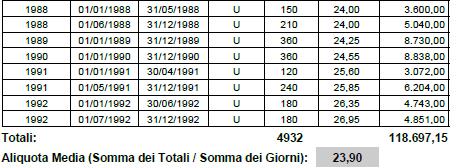 1988 01/01/1988 31/05/1988 U 150 24,00 3.600,00
1988 01/06/1988 31/12/1988 U 210 24,00 5.040,00
1989 01/01/1989 31/12/1989 U 360 24,25 8.730,00
1990 01/01/1990 31/12/1990 U 360 24,55 8.838,00
1991 01/01/1991 30/04/1991 U 120 25,60 3.072,00
1991 01/05/1991 31/12/1991 U 240 25,85 6.204,00
1992 01/01/1992 30/06/1992 U 180 26,35 4.743,00
1992 01/07/1992 31/12/1992 U 180 26,95 4.851,00
Totali: 4932 118.697,15
Aliquota Media (Somma dei Totali / Somma dei Giorni): 23,90